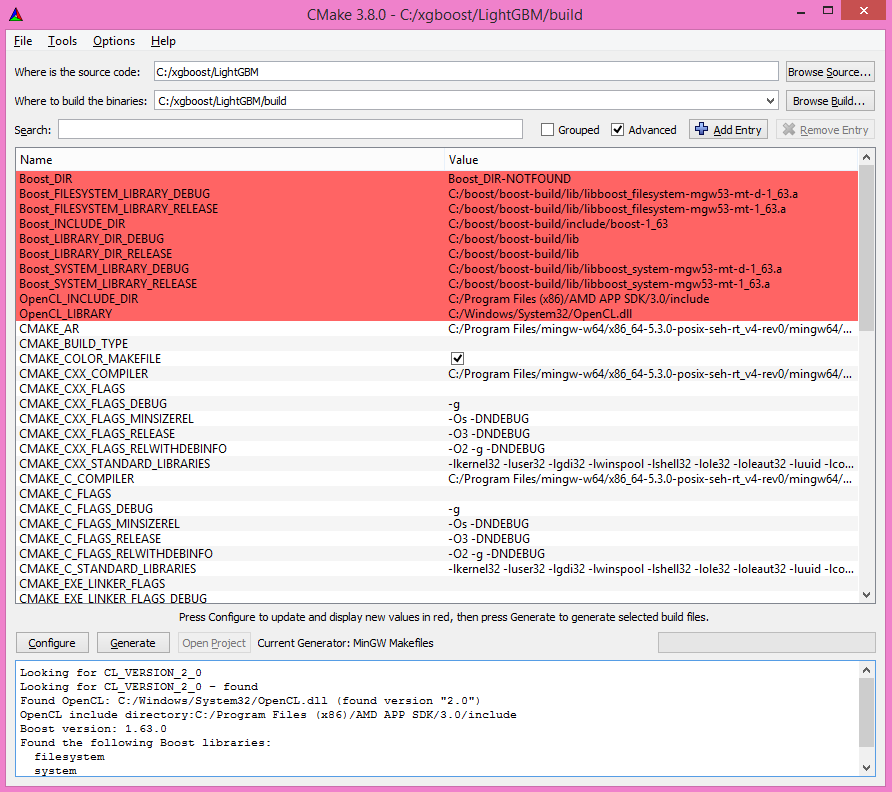 CMake 3.8.0 - C:/xgboost/LightGBM/build
File Tools Options Help
Where is the source code: C:/xgboost/LightGBM Browse Source...
Where to build the binaries: C:/xgboost/LightGBM/build Browse Build...
Search: Grouped Advanced Add Entry Remove Entry
Name Value
Boost_DIR Boost_DIR-NOTFOUND
Boost_FILESYSTEM_LIBRARY_DEBUG C:/boost/boost-build/lib/libboost_filesystem-mgw53-mt-d-1_63.a
Boost_FILESYSTEM_LIBRARY_RELEASE C:/boost/boost-build/lib/libboost_filesystem-mgw53-mt-1_63.a
Boost_INCLUDE_DIR C:/boost/boost-build/include/boost-1_63
Boost_LIBRARY_DIR_DEBUG C:/boost/boost-build/lib
Boost_LIBRARY_DIR_RELEASE C:/boost/boost-build/lib
Boost_SYSTEM_LIBRARY_DEBUG C:/boost/boost-build/lib/libboost_system-mgw53-mt-d-1_63.a
Boost_SYSTEM_LIBRARY_RELEASE C:/boost/boost-build/lib/libboost_system-mgw53-mt-1_63.a
OpenCL_INCLUDE_DIR C:/Program Files (x86)/AMD APP SDK/3.0/include
OpenCL_LIBRARY C:/Windows/System32/OpenCL.dll
CMAKE_AR C:/Program Files/mingw-w64/x86_64-5.3.0-posix-seh-rt_v4-rev0/mingw64/...
CMAKE_BUILD_TYPE
CMAKE_COLOR_MAKEFILE
CMAKE_CXX_COMPILER C:/Program Files/mingw-w64/x86_64-5.3.0-posix-seh-rt_v4-rev0/mingw64/...
CMAKE_CXX_FLAGS
CMAKE_CXX_FLAGS_DEBUG -g
CMAKE_CXX_FLAGS_MINSIZEREL -Os -DNDEBUG
CMAKE_CXX_FLAGS_RELEASE -O3 -DNDEBUG
CMAKE_CXX_FLAGS_RELWITHDEBINFO -O2 -g -DNDEBUG
CMAKE_CXX_STANDARD_LIBRARIES -lkernel32 -luser32 -lgdi32 -lwinspool -lshell32 -lole32 -loleaut32 -luuid -lco...
CMAKE_C_COMPILER C:/Program Files/mingw-w64/x86_64-5.3.0-posix-seh-rt_v4-rev0/mingw64/...
CMAKE_C_FLAGS
CMAKE_C_FLAGS_DEBUG -g
CMAKE_C_FLAGS_MINSIZEREL -Os -DNDEBUG
CMAKE_C_FLAGS_RELEASE -O3 -DNDEBUG
CMAKE_C_FLAGS_RELWITHDEBINFO -O2 -g -DNDEBUG
CMAKE_C_STANDARD_LIBRARIES -lkernel32 -luser32 -lgdi32 -lwinspool -lshell32 -lole32 -loleaut32 -luuid -lco...
CMAKE_EXE_LINKER_FLAGS
CMAKE_EXE_LINKER_FLAGS_DEBUG
Press Configure to update and display new values in red, then press Generate to generate selected build files.
Configure Generate Open Project Current Generator: MinGW Makefiles
Looking for CL_VERSION_2_0
Looking for CL_VERSION_2_0 - found
Found OpenCL: C:/Windows/System32/OpenCL.dll (found version "2.0")
OpenCL include directory:C:/Program Files (x86)/AMD APP SDK/3.0/include
Boost version: 1.63.0
Found the following Boost libraries:
filesystem
system